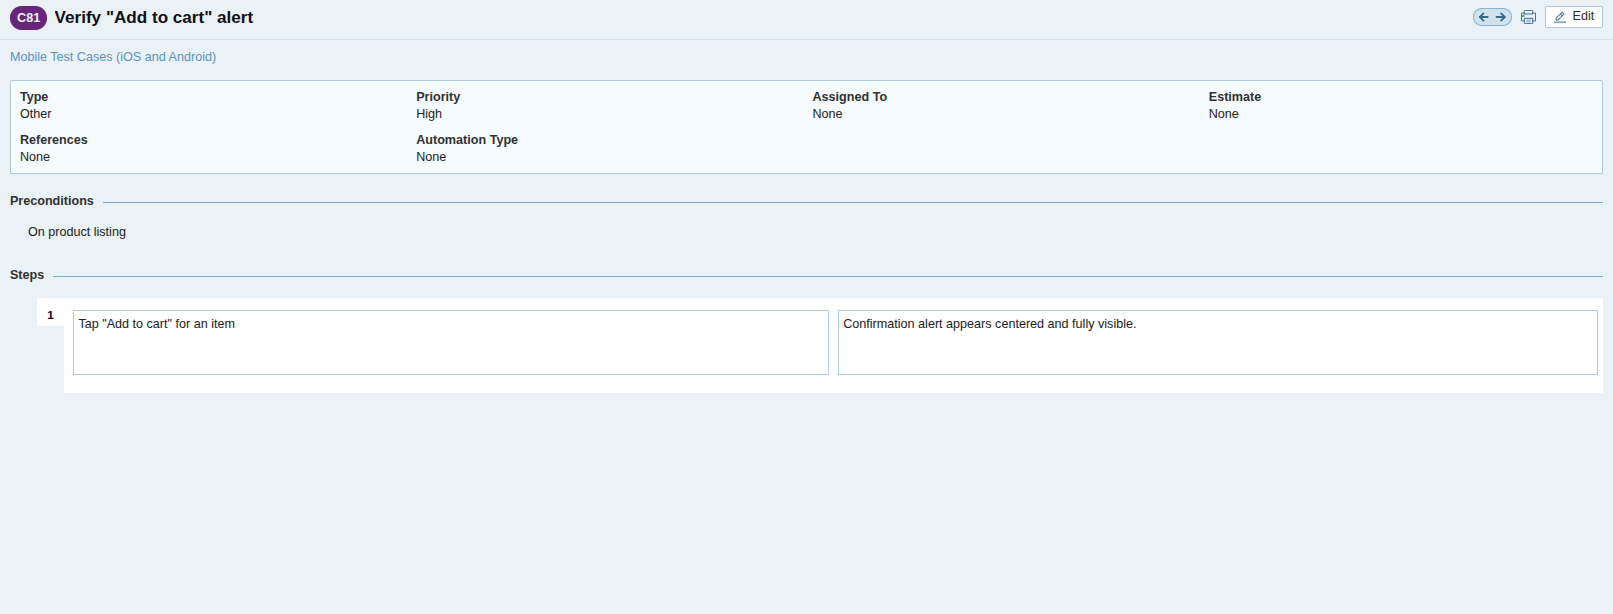 C81 Verify "Add to cart" alert
Edit
Mobile Test Cases (iOS and Android)
Type Priority Assigned To Estimate
Other High None None
References Automation Type
None None
Preconditions
On product listing
Steps
1
Tap "Add to cart" for an item
Confirmation alert appears centered and fully visible.